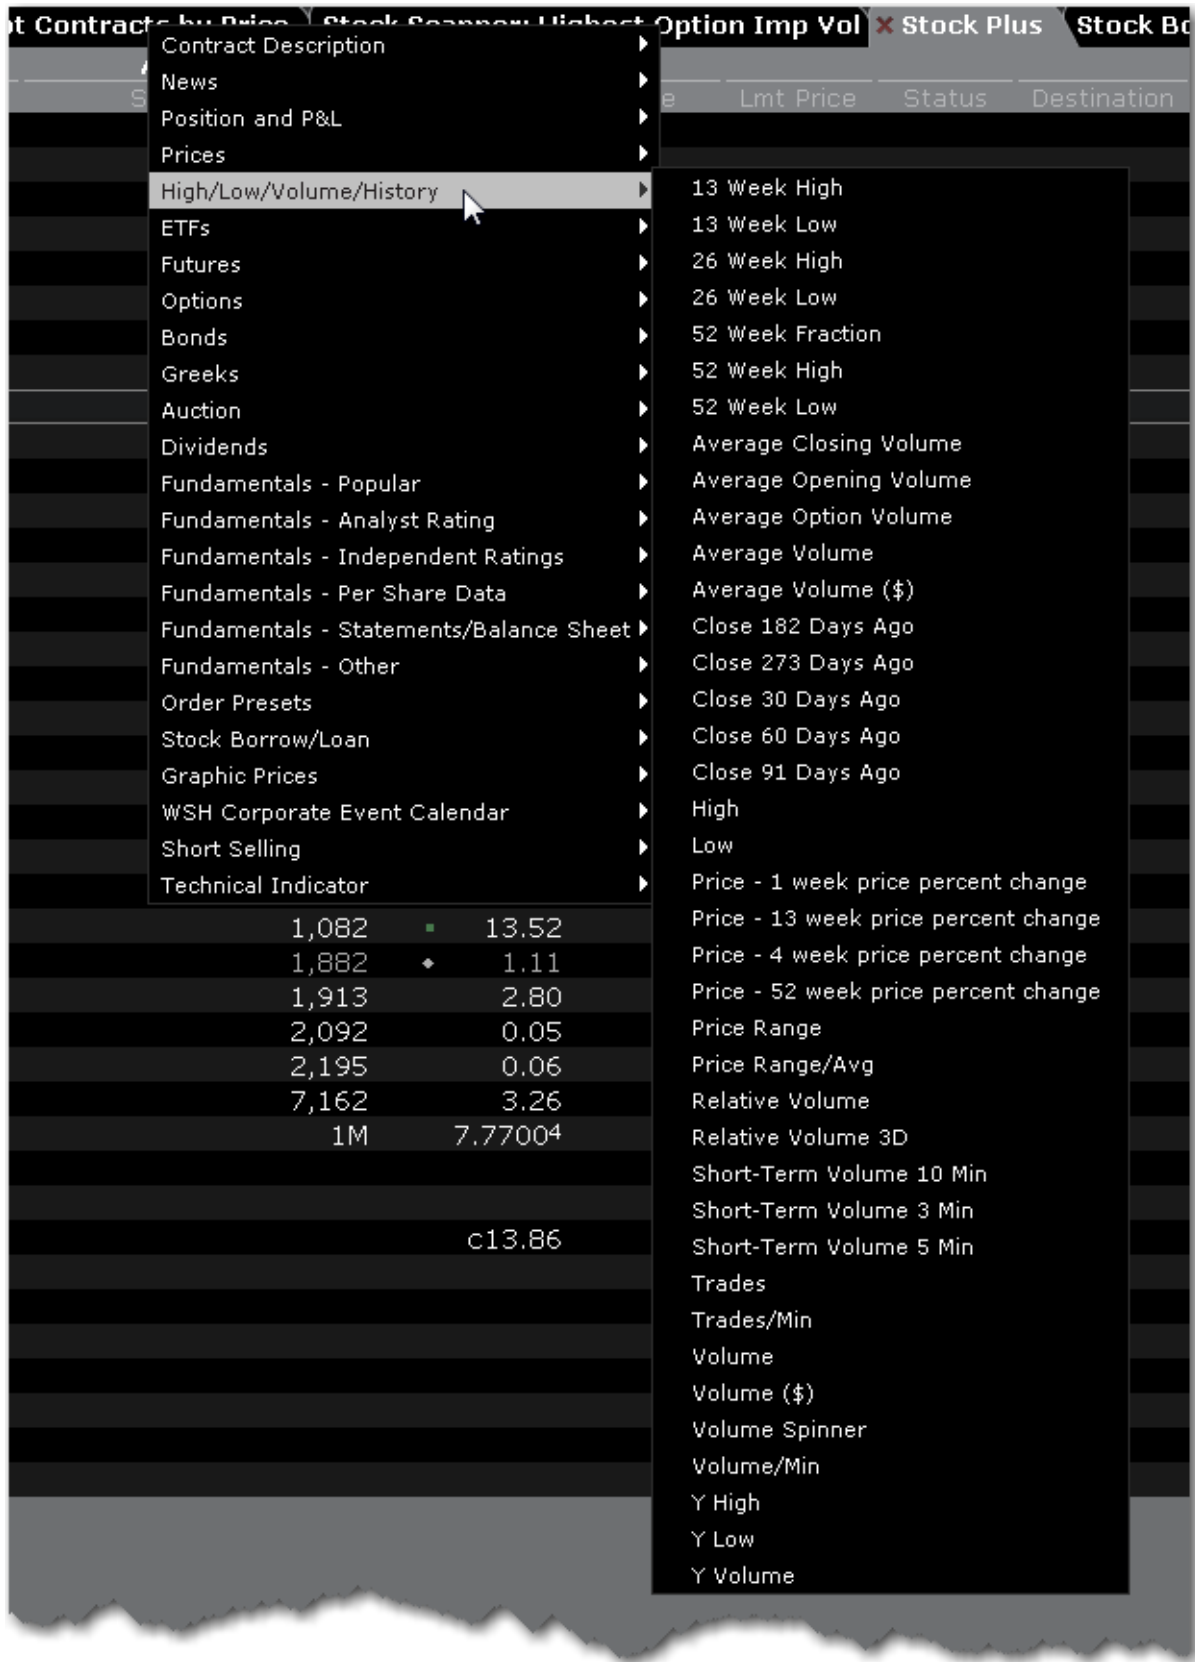 t Contracts by Price Stock Scanner: Highest Option Imp Vol Stock Plus Stock Bo
Lmt Price Status Destination
Contract Description
News
Position and P&L
Prices
High/Low/Volume/History
ETFs
Futures
Options
Bonds
Greeks
Auction
Dividends
Fundamentals - Popular
Fundamentals - Analyst Rating
Fundamentals - Independent Ratings
Fundamentals - Per Share Data
Fundamentals - Statements/Balance Sheet
Fundamentals - Other
Order Presets
Stock Borrow/Loan
Graphic Prices
WSH Corporate Event Calendar
Short Selling
Technical Indicator
13 Week High
13 Week Low
26 Week High
26 Week Low
52 Week Fraction
52 Week High
52 Week Low
Average Closing Volume
Average Opening Volume
Average Option Volume
Average Volume
Average Volume ($)
Close 182 Days Ago
Close 273 Days Ago
Close 30 Days Ago
Close 60 Days Ago
Close 91 Days Ago
High
Low
Price - 1 week price percent change
Price - 13 week price percent change
Price - 4 week price percent change
Price - 52 week price percent change
Price Range
Price Range/Avg
Relative Volume
Relative Volume 3D
Short-Term Volume 10 Min
Short-Term Volume 3 Min
Short-Term Volume 5 Min
Trades
Trades/Min
Volume
Volume ($)
Volume Spinner
Volume/Min
Y High
Y Low
Y Volume
1,082 13.52
1,882 1.11
1,913 2.80
2,092 0.05
2,195 0.06
7,162 3.26
1M 7.77004
c13.86